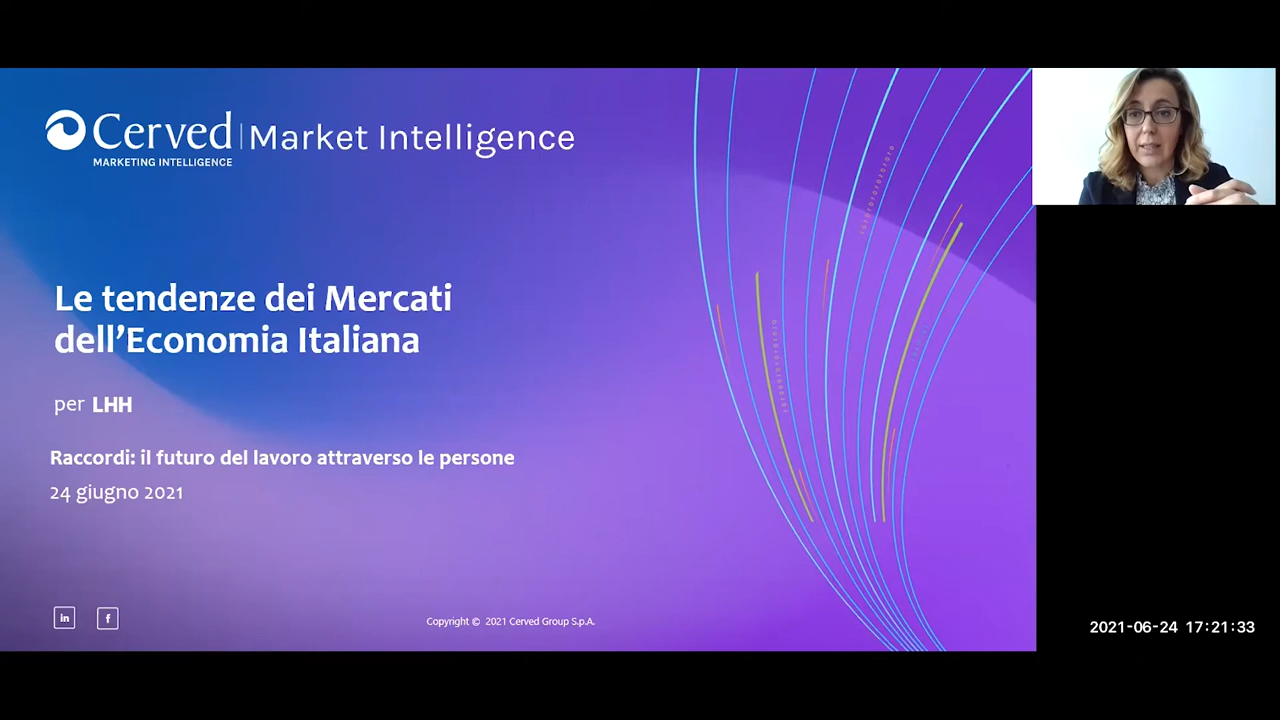 Cerved | Market Intelligence
MARKETING INTELLIGENCE
Le tendenze dei Mercati
dell'Economia Italiana
per LHH
Raccordi: il futuro del lavoro attraverso le persone
24 giugno 2021
in f
Copyright © 2021 Cerved Group S.p.A.
2021-06-24 17:21:33